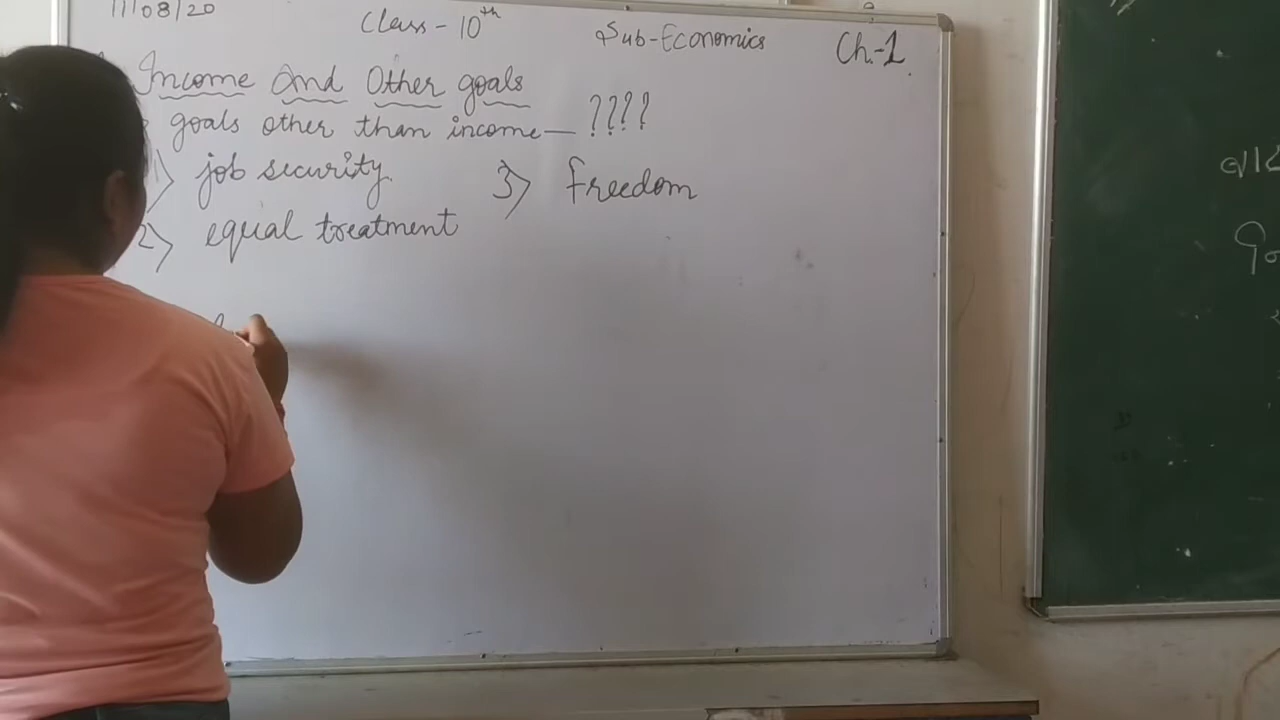 11/08/20 Class - 10th Sub-Economics Ch.-1.
Income And Other goals
goals other than income — ????
1) job security. 3) freedom
2) equal treatment